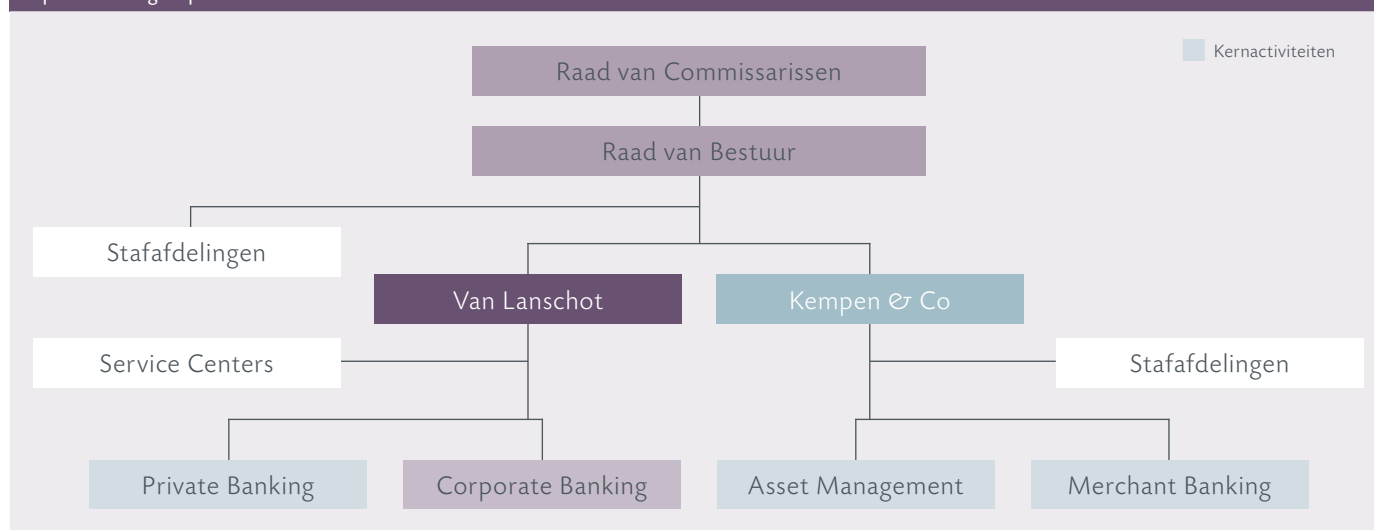 Kernactiviteiten
Raad van Commissarissen
Raad van Bestuur
Stafafdelingen
Van Lanschot
Kempen & Co
Service Centers
Stafafdelingen
Private Banking
Corporate Banking
Asset Management
Merchant Banking